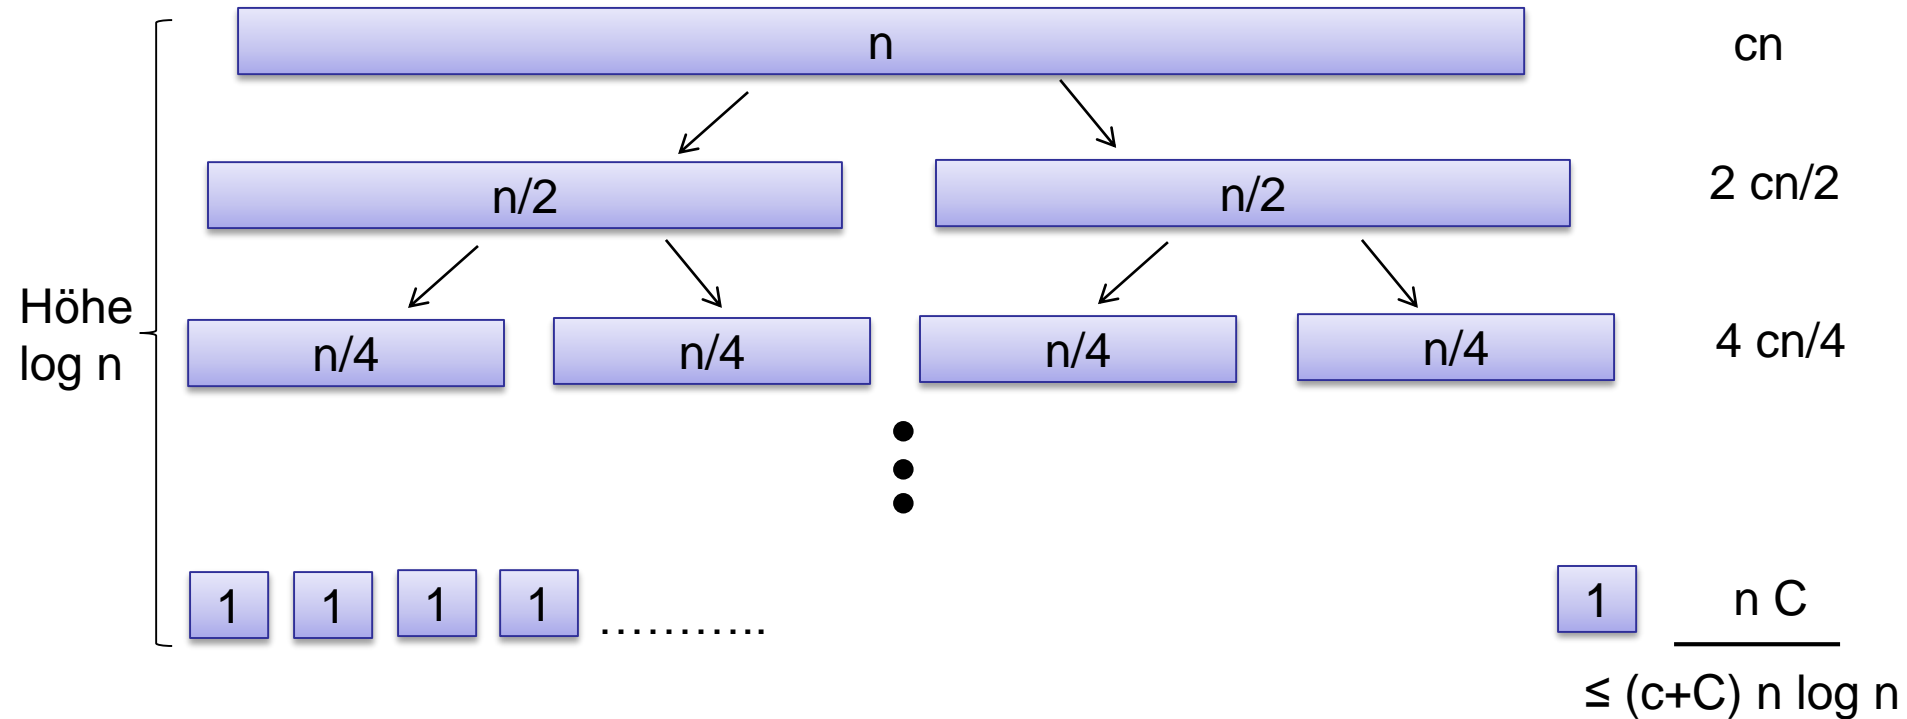 n cn
n/2 n/2 2 cn/2
Höhe
log n
n/4 n/4 n/4 n/4 4 cn/4
1 1 1 1 ……….. 1 n C
≤ (c+C) n log n